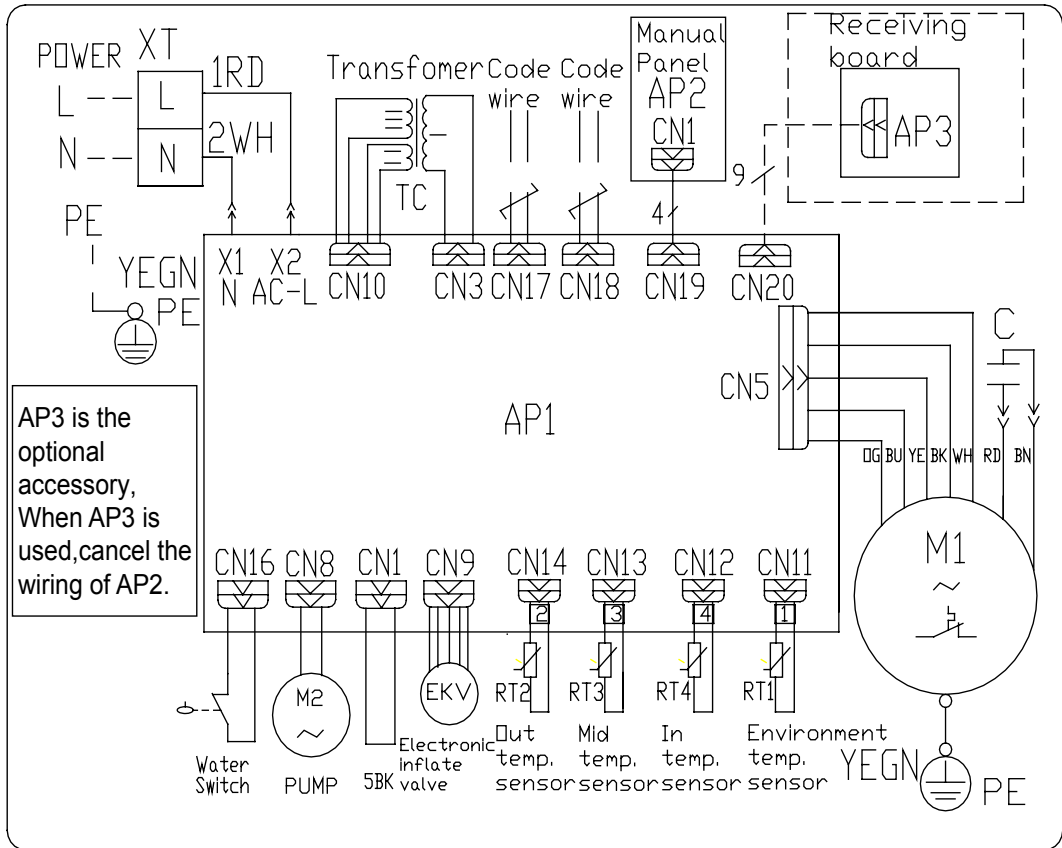 POWER XT
L L 1RD
N N 2WH
PE
YEGN
PE
Transfomer
TC
Code
wire
Code
wire
Manual
Panel
AP2
CN1
4
Receiving
board
AP3
9
X1
N
X2
AC-L
CN10
CN3
CN17
CN18
CN19
CN20
CN5
AP1
C
OG BU YE BK WH RD BN
M1
~
YEGN
PE
AP3 is the
optional
accessory,
When AP3 is
used,cancel the
wiring of AP2.
CN16
CN8
CN1
CN9
CN14
CN13
CN12
CN11
2
3
4
1
RT2
RT3
RT4
RT1
M2
~
EKV
Water
Switch
PUMP
5BK
Electronic
inflate
valve
Out
temp.
sensor
Mid
temp.
sensor
In
temp.
sensor
Environment
temp.
sensor